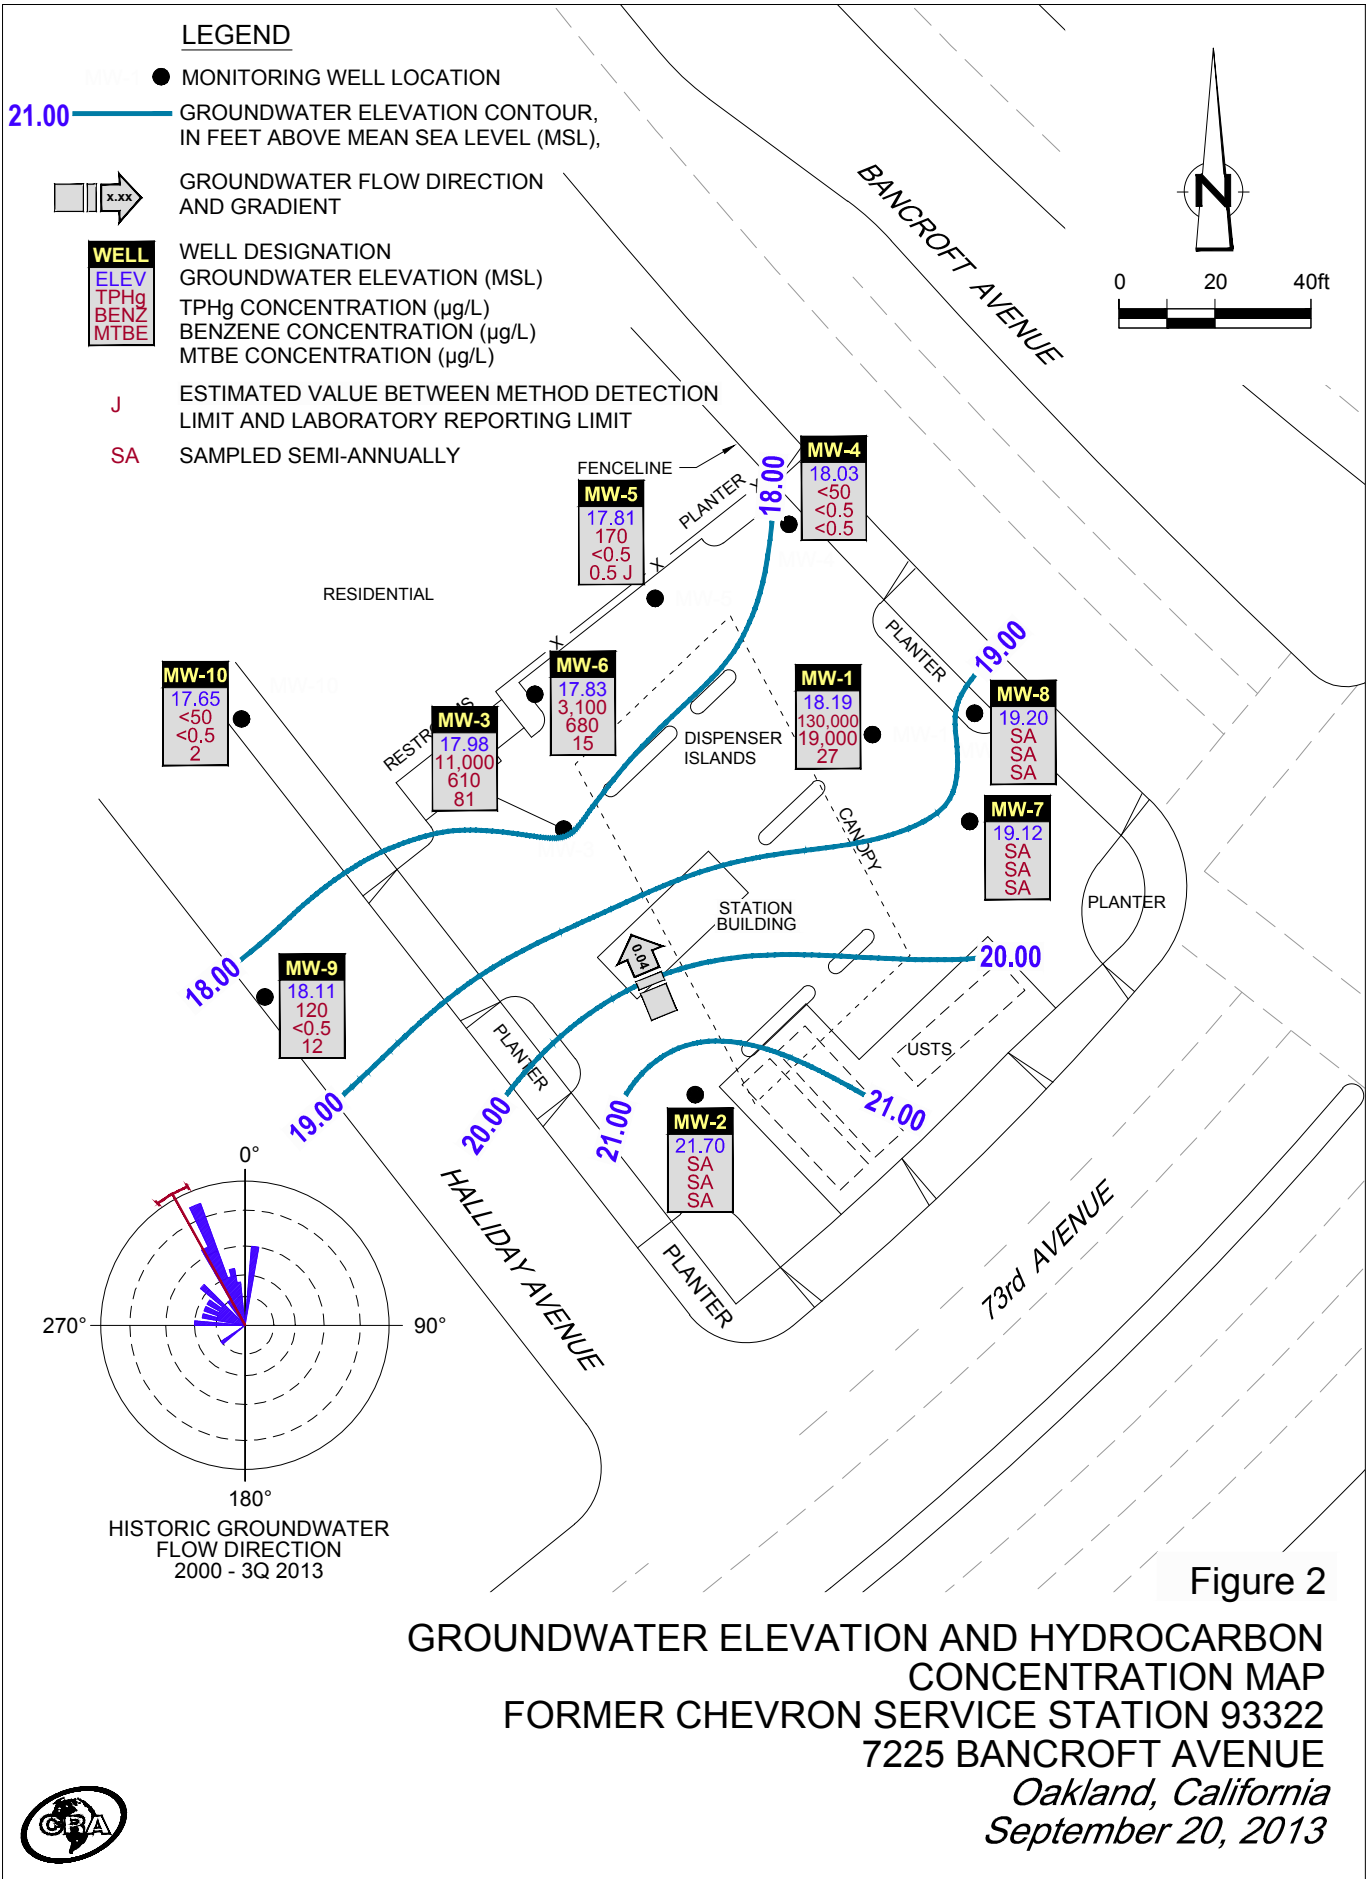 LEGEND
MONITORING WELL LOCATION
21.00
GROUNDWATER ELEVATION CONTOUR,
IN FEET ABOVE MEAN SEA LEVEL (MSL),
x.xx
GROUNDWATER FLOW DIRECTION
AND GRADIENT
WELL
ELEV
TPHg
BENZ
MTBE
WELL DESIGNATION
GROUNDWATER ELEVATION (MSL)
TPHg CONCENTRATION (µg/L)
BENZENE CONCENTRATION (µg/L)
MTBE CONCENTRATION (µg/L)
J
ESTIMATED VALUE BETWEEN METHOD DETECTION
LIMIT AND LABORATORY REPORTING LIMIT
SA
SAMPLED SEMI-ANNUALLY
BANCROFT AVENUE
N
0 20 40ft
FENCELINE
PLANTER
18.00
MW-4
18.03
<50
<0.5
<0.5
MW-5
17.81
170
<0.5
0.5 J
X
X
RESIDENTIAL
PLANTER
19.00
MW-10
17.65
<50
<0.5
2
MW-6
17.83
3,100
680
15
MW-3
17.98
11,000
610
81
DISPENSER
ISLANDS
MW-1
18.19
130,000
19,000
27
MW-8
19.20
SA
SA
SA
MW-7
19.12
SA
SA
SA
CANOPY
PLANTER
STATION
BUILDING
0.04
20.00
18.00
MW-9
18.11
120
<0.5
12
PLANTER
USTS
19.00
20.00
21.00
21.00
MW-2
21.70
SA
SA
SA
HALLIDAY AVENUE
PLANTER
73rd AVENUE
0°
270°
90°
180°
HISTORIC GROUNDWATER
FLOW DIRECTION
2000 - 3Q 2013
Figure 2
GROUNDWATER ELEVATION AND HYDROCARBON
CONCENTRATION MAP
FORMER CHEVRON SERVICE STATION 93322
7225 BANCROFT AVENUE
Oakland, California
September 20, 2013
CRA